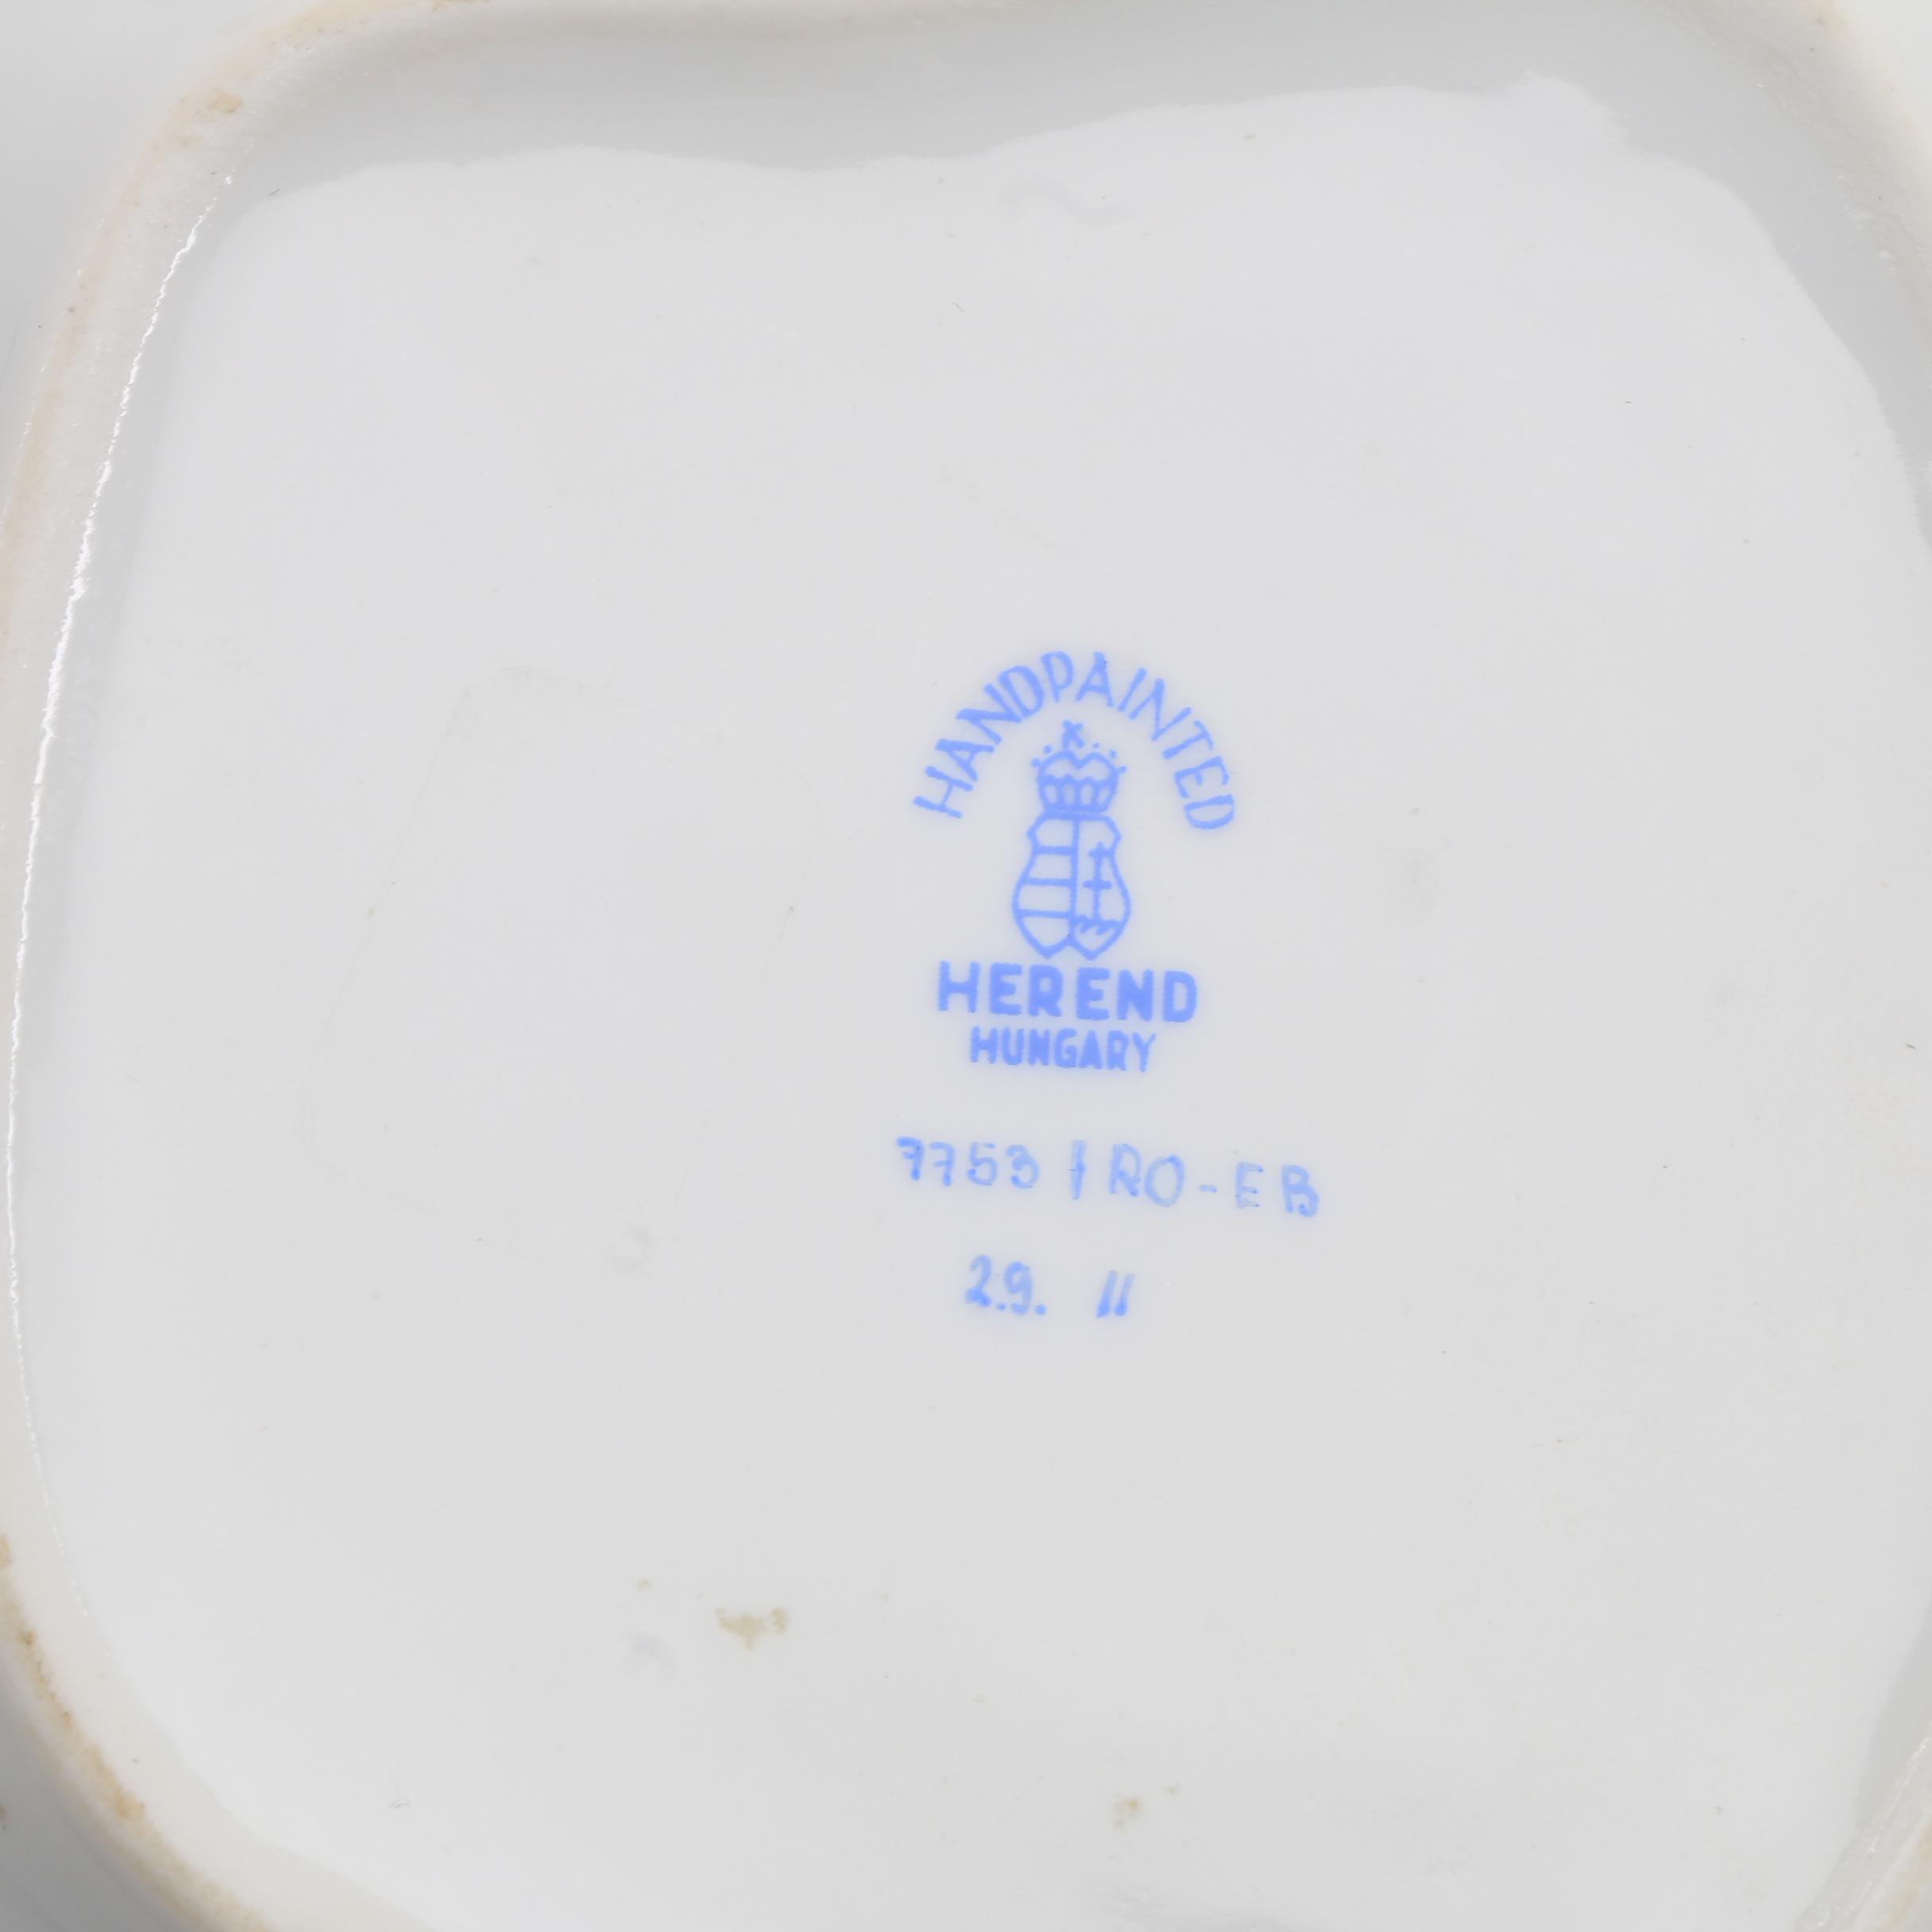 HANDPAINTED
HEREND
HUNGARY
7753 / RO-EB
29. II